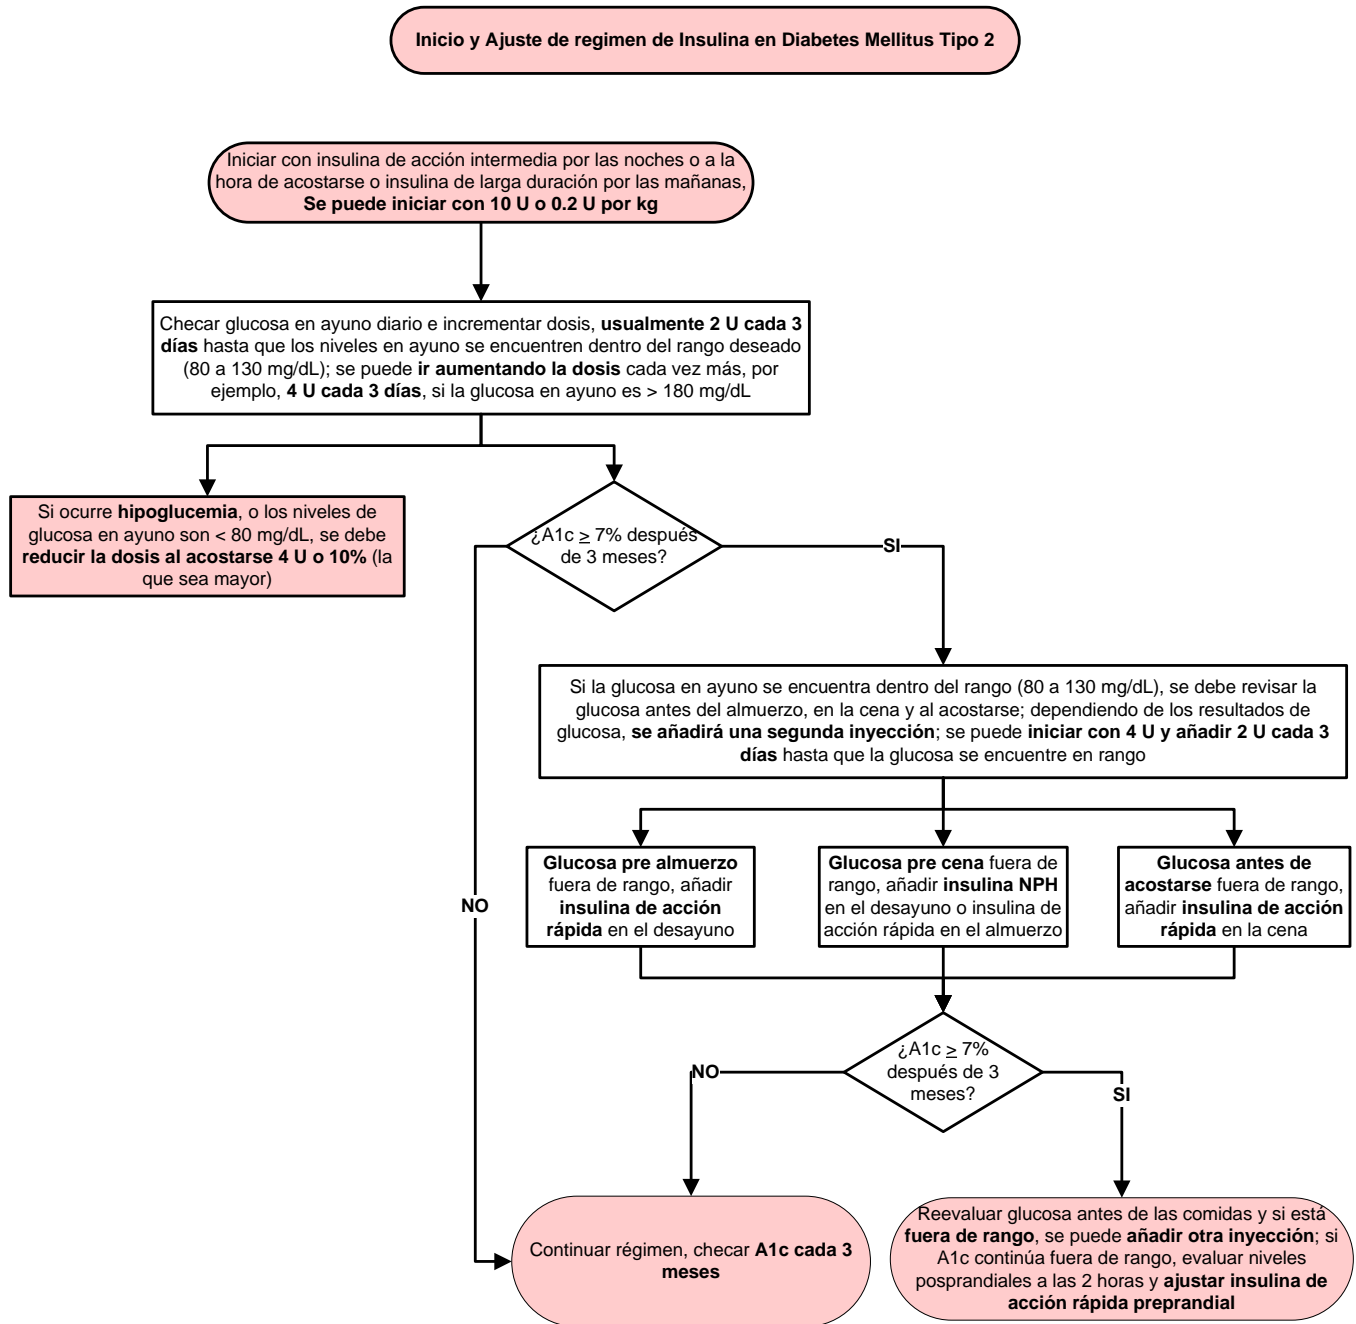 Inicio y Ajuste de regimen de Insulina en Diabetes Mellitus Tipo 2
Iniciar con insulina de acción intermedia por las noches o a la
hora de acostarse o insulina de larga duración por las mañanas,
Se puede iniciar con 10 U o 0.2 U por kg
Checar glucosa en ayuno diario e incrementar dosis, usualmente 2 U cada 3
días hasta que los niveles en ayuno se encuentren dentro del rango deseado
(80 a 130 mg/dL); se puede ir aumentando la dosis cada vez más, por
ejemplo, 4 U cada 3 días, si la glucosa en ayuno es > 180 mg/dL
Si ocurre hipoglucemia, o los niveles de
glucosa en ayuno son < 80 mg/dL, se debe
reducir la dosis al acostarse 4 U o 10% (la
que sea mayor)
¿A1c ≥ 7% después
de 3 meses?
SI
Si la glucosa en ayuno se encuentra dentro del rango (80 a 130 mg/dL), se debe revisar la
glucosa antes del almuerzo, en la cena y al acostarse; dependiendo de los resultados de
glucosa, se añadirá una segunda inyección; se puede iniciar con 4 U y añadir 2 U cada 3
días hasta que la glucosa se encuentre en rango
Glucosa pre almuerzo
fuera de rango, añadir
insulina de acción
rápida en el desayuno
Glucosa pre cena fuera de
rango, añadir insulina NPH
en el desayuno o insulina de
acción rápida en el almuerzo
Glucosa antes de
acostarse fuera de rango,
añadir insulina de acción
rápida en la cena
NO
¿A1c ≥ 7%
después de 3
meses?
NO
SI
Continuar régimen, checar A1c cada 3
meses
Reevaluar glucosa antes de las comidas y si está
fuera de rango, se puede añadir otra inyección; si
A1c continúa fuera de rango, evaluar niveles
posprandiales a las 2 horas y ajustar insulina de
acción rápida preprandial